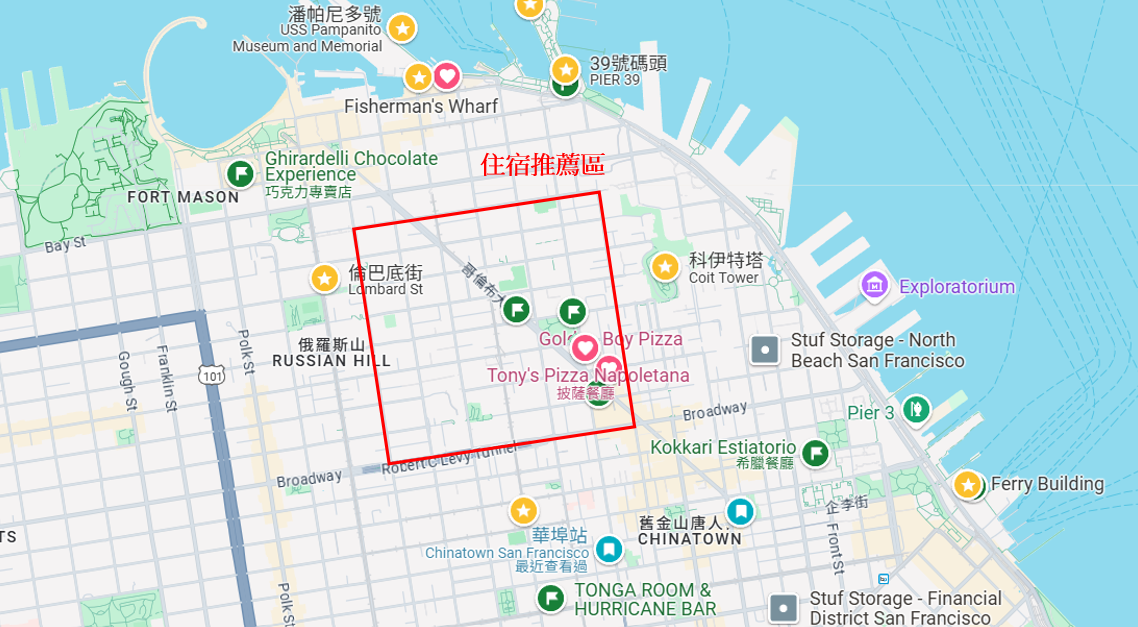 潘帕尼多號
USS Pampanito
Museum and Memorial
39號碼頭
PIER 39
Fisherman's Wharf
住宿推薦區
Ghirardelli Chocolate
Experience
巧克力專賣店
FORT MASON
Bay St
倫巴底街
Lombard St
哥倫布大
科伊特塔
Coit Tower
Exploratorium
俄羅斯山
RUSSIAN HILL
Polk St
Gough St
Franklin St
101
Boy Pizza
Tony's Pizza Napoletana
披薩餐廳
Stuf Storage - North
Beach San Francisco
Broadway
Pier 3
Kokkari Estiatorio
希臘餐廳
Robert C Levy Tunnel
Broadway
Ferry Building
企李街
Front St
舊金山唐人
CHINATOWN
華埠站
Chinatown San Francisco
最近查看過
TS
Polk St
TONGA ROOM &
HURRICANE BAR
Stuf Storage - Financial
District San Francisco